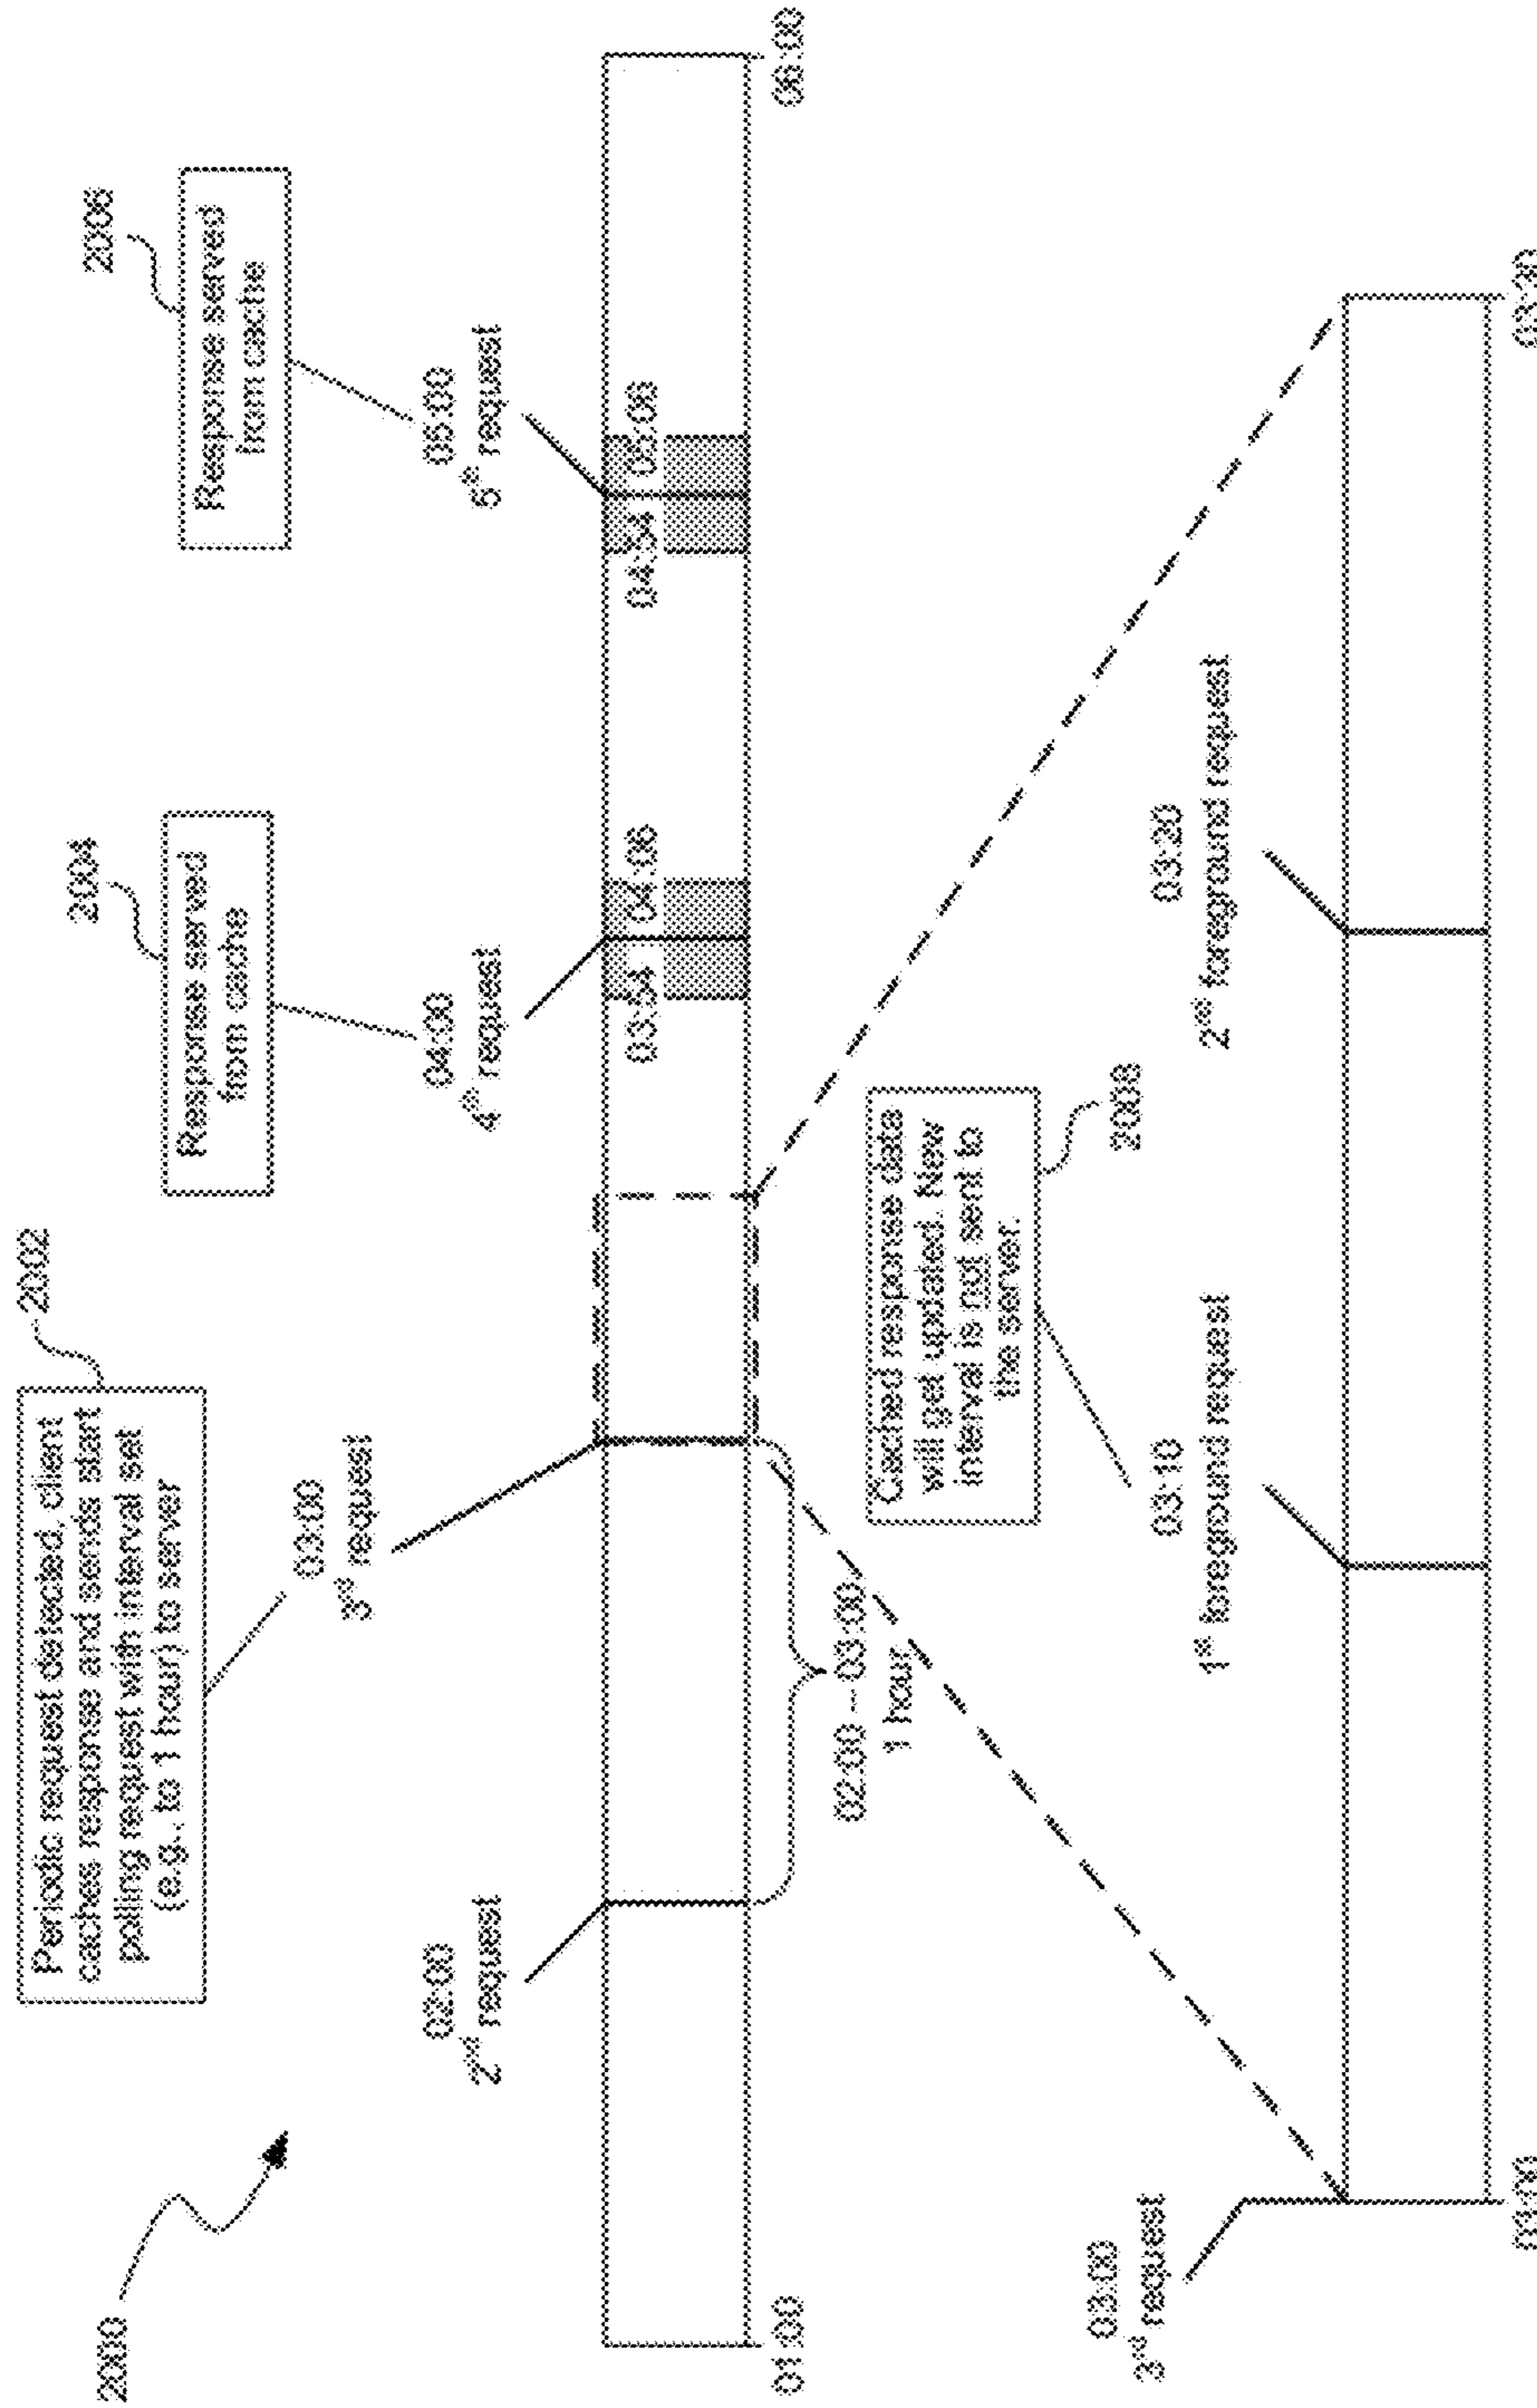 2000
Periodic request detected, client
caches response and sends start
polling request with interval set
(e.g., to 1 hour) to server
2002
Response served
from cache
2004
Response served
from cache
2006
02:00
2nd request
03:00
3rd request
04:00
4th request
05:00
5th request
03:54
04:06
04:54
05:06
01:00
06:00
02:00 – 03:00
1 hour
Cached response data
will get updated. New
interval is not sent to
the server.
2008
03:00
3rd request
03:10
1st foreground request
03:20
2nd foreground request
03:00
03:30